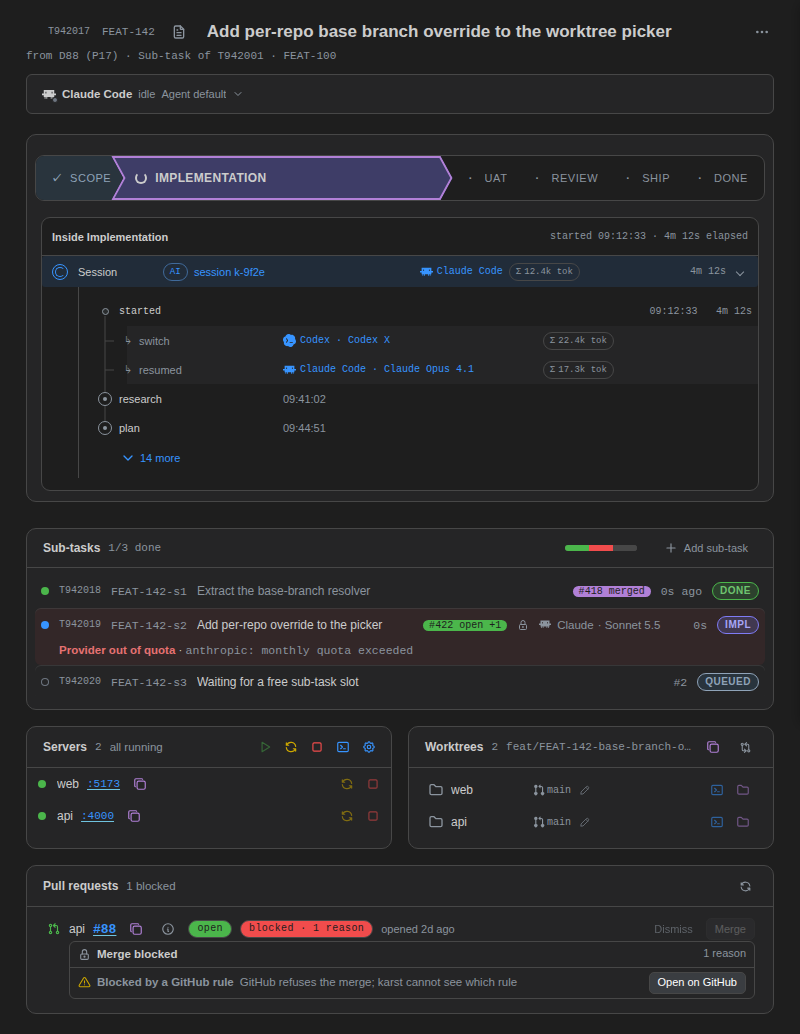 T942017 FEAT-142 Add per-repo base branch override to the worktree picker
from D88 (P17) · Sub-task of T942001 · FEAT-100
Claude Code idle Agent default
SCOPE IMPLEMENTATION · UAT · REVIEW · SHIP · DONE
Inside Implementation started 09:12:33 · 4m 12s elapsed
Session AI session k-9f2e Claude Code Σ 12.4k tok 4m 12s
started 09:12:33 4m 12s
↳ switch Codex · Codex X Σ 22.4k tok
↳ resumed Claude Code · Claude Opus 4.1 Σ 17.3k tok
research 09:41:02
plan 09:44:51
14 more
Sub-tasks 1/3 done + Add sub-task
T942018 FEAT-142-s1 Extract the base-branch resolver #418 merged 0s ago DONE
T942019 FEAT-142-s2 Add per-repo override to the picker #422 open +1 Claude · Sonnet 5.5 0s IMPL
Provider out of quota · anthropic: monthly quota exceeded
T942020 FEAT-142-s3 Waiting for a free sub-task slot #2 QUEUED
Servers 2 all running
web :5173
api :4000
Worktrees 2 feat/FEAT-142-base-branch-o…
web main
api main
Pull requests 1 blocked
api #88 open blocked · 1 reason opened 2d ago Dismiss Merge
Merge blocked 1 reason
Blocked by a GitHub rule GitHub refuses the merge; karst cannot see which rule Open on GitHub